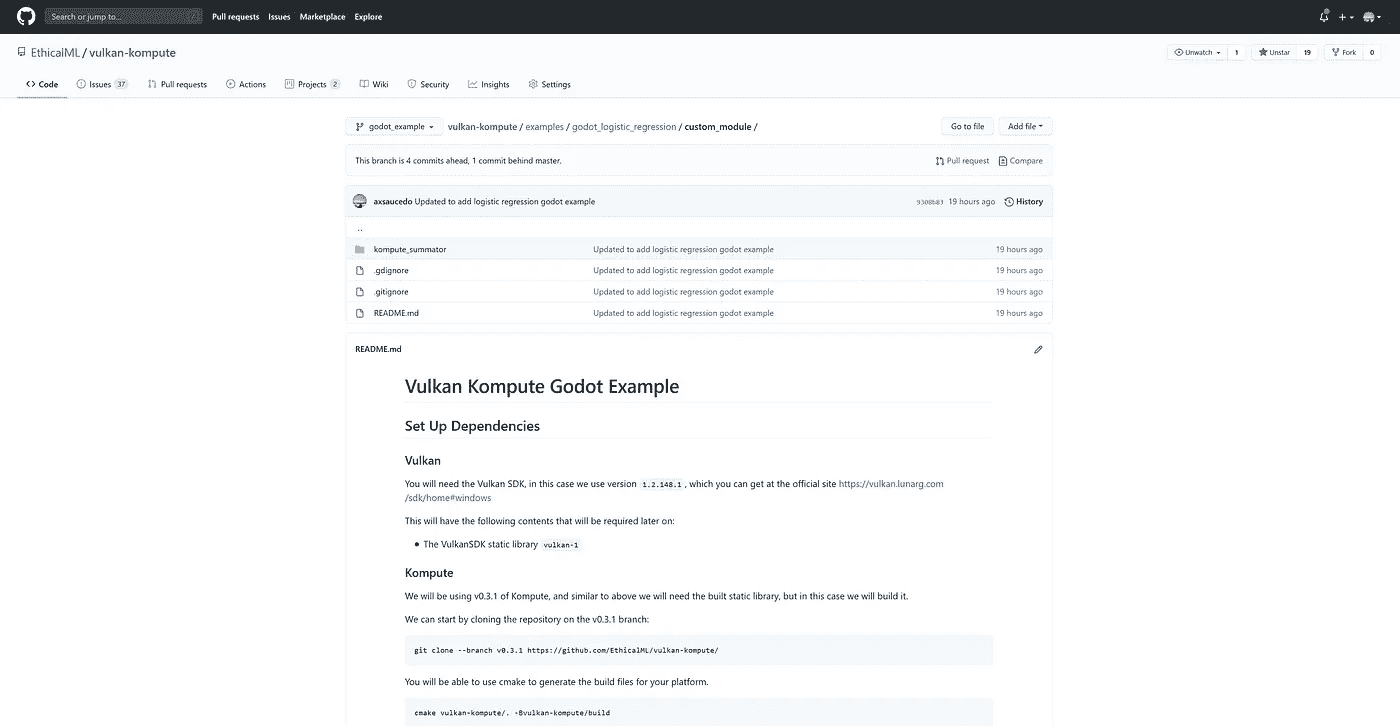 Search or jump to... / Pull requests Issues Marketplace Explore
EthicalML / vulkan-kompute Unwatch 1 Unstar 19 Fork 0
Code Issues 37 Pull requests Actions Projects 2 Wiki Security Insights Settings
godot_example vulkan-kompute / examples / godot_logistic_regression / custom_module / Go to file Add file
This branch is 4 commits ahead, 1 commit behind master. Pull request Compare
axsaucedo Updated to add logistic regression godot example 19 hours ago History
..
kompute_summator Updated to add logistic regression godot example 19 hours ago
.gdignore Updated to add logistic regression godot example 19 hours ago
.gitignore Updated to add logistic regression godot example 19 hours ago
README.md Updated to add logistic regression godot example 19 hours ago
README.md
Vulkan Kompute Godot Example
Set Up Dependencies
Vulkan
You will need the Vulkan SDK, in this case we use version 1.2.148.1, which you can get at the official site https://vulkan.lunarg.com
/sdk/home#windows
This will have the following contents that will be required later on:
• The VulkanSDK static library vulkan-1
Kompute
We will be using v0.3.1 of Kompute, and similar to above we will need the built static library, but in this case we will build it.
We can start by cloning the repository on the v0.3.1 branch:
git clone --branch v0.3.1 https://github.com/EthicalML/vulkan-kompute/
You will be able to use cmake to generate the build files for your platform.
cmake vulkan-kompute/. -Bvulkan-kompute/build